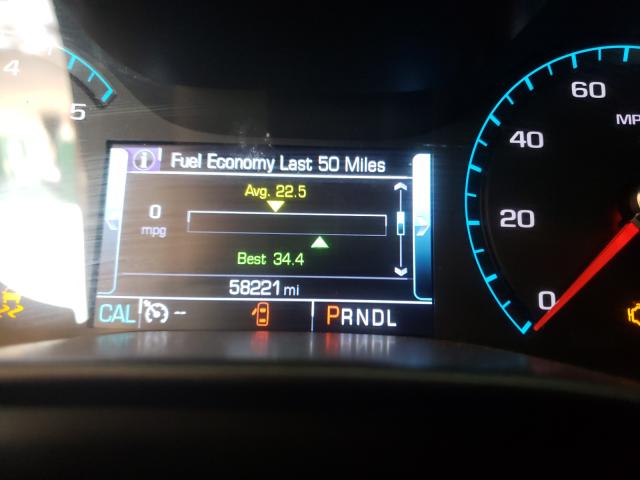 4
5
Fuel Economy Last 50 Miles
Avg. 22.5
0
mpg
Best 34.4
58221 mi
CAL -- PRNDL
60
40
20
0